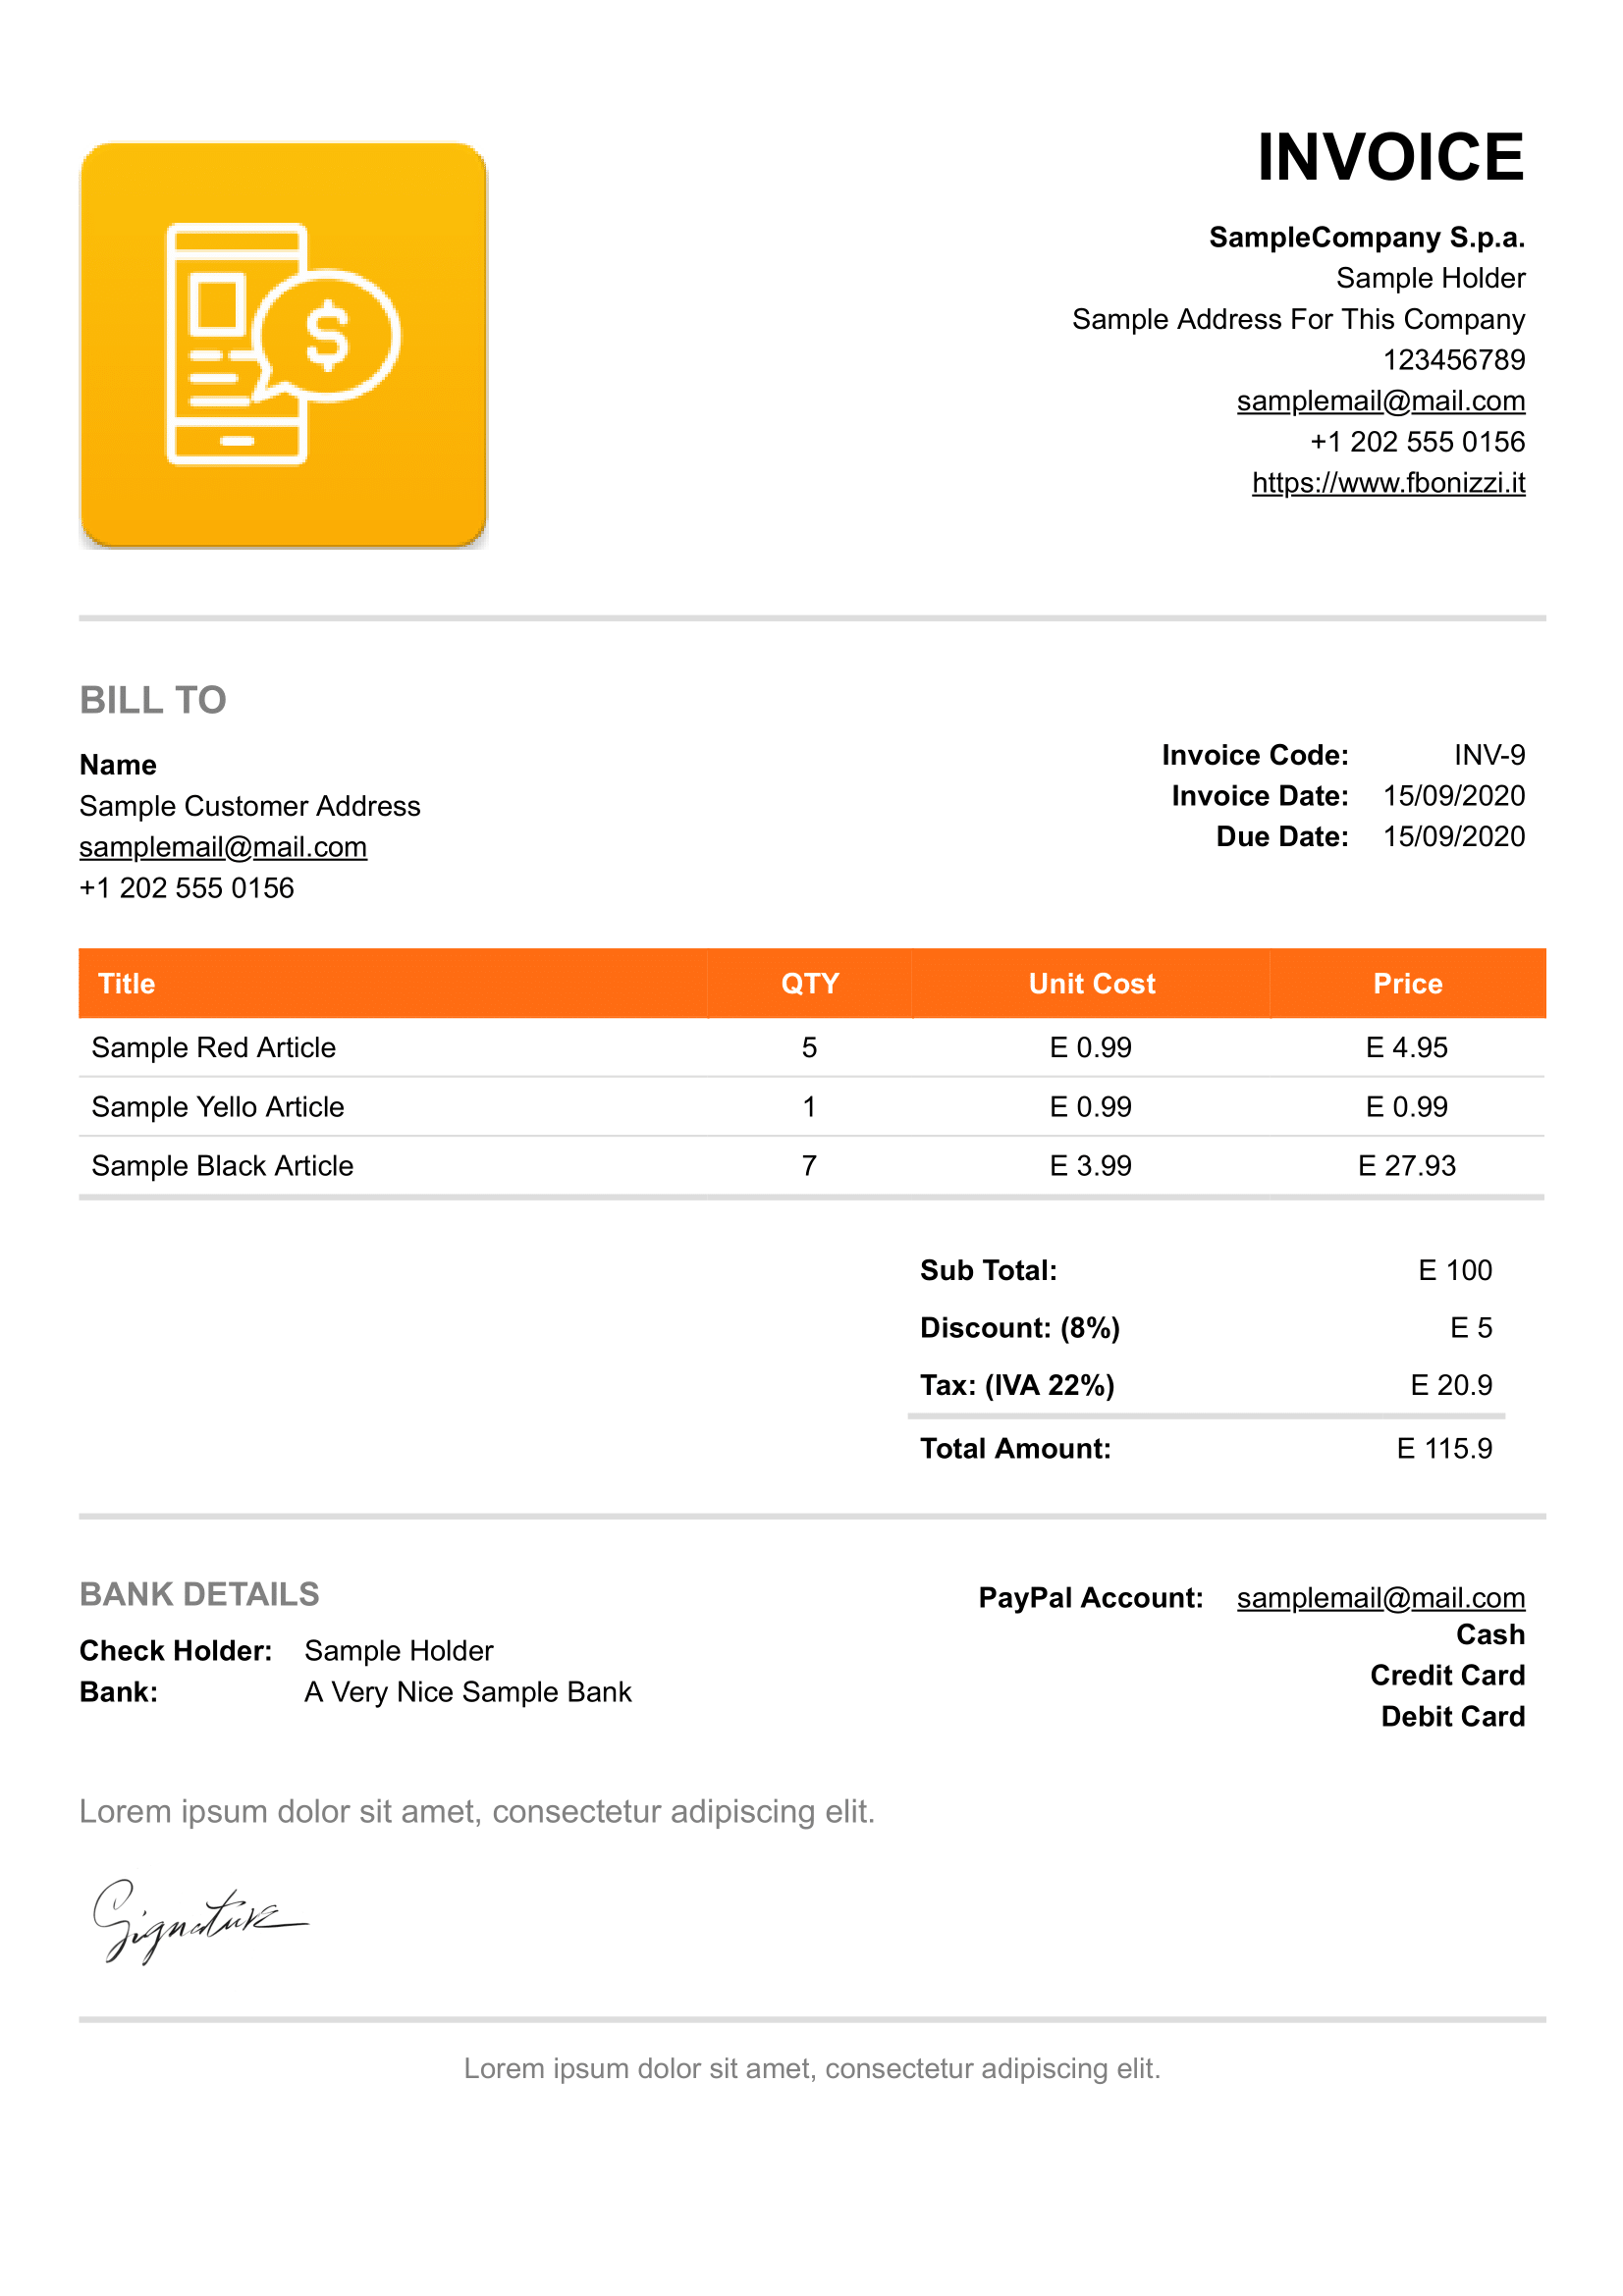 INVOICE
SampleCompany S.p.a.
Sample Holder
Sample Address For This Company
123456789
samplemail@mail.com
+1 202 555 0156
https://www.fbonizzi.it
$
BILL TO
Name
Sample Customer Address
samplemail@mail.com
+1 202 555 0156
Invoice Code: INV-9
Invoice Date: 15/09/2020
Due Date: 15/09/2020
Title QTY Unit Cost Price
Sample Red Article 5 E 0.99 E 4.95
Sample Yello Article 1 E 0.99 E 0.99
Sample Black Article 7 E 3.99 E 27.93
Sub Total: E 100
Discount: (8%) E 5
Tax: (IVA 22%) E 20.9
Total Amount: E 115.9
BANK DETAILS
Check Holder: Sample Holder
Bank: A Very Nice Sample Bank
PayPal Account: samplemail@mail.com
Cash
Credit Card
Debit Card
Lorem ipsum dolor sit amet, consectetur adipiscing elit.
Signature
Lorem ipsum dolor sit amet, consectetur adipiscing elit.